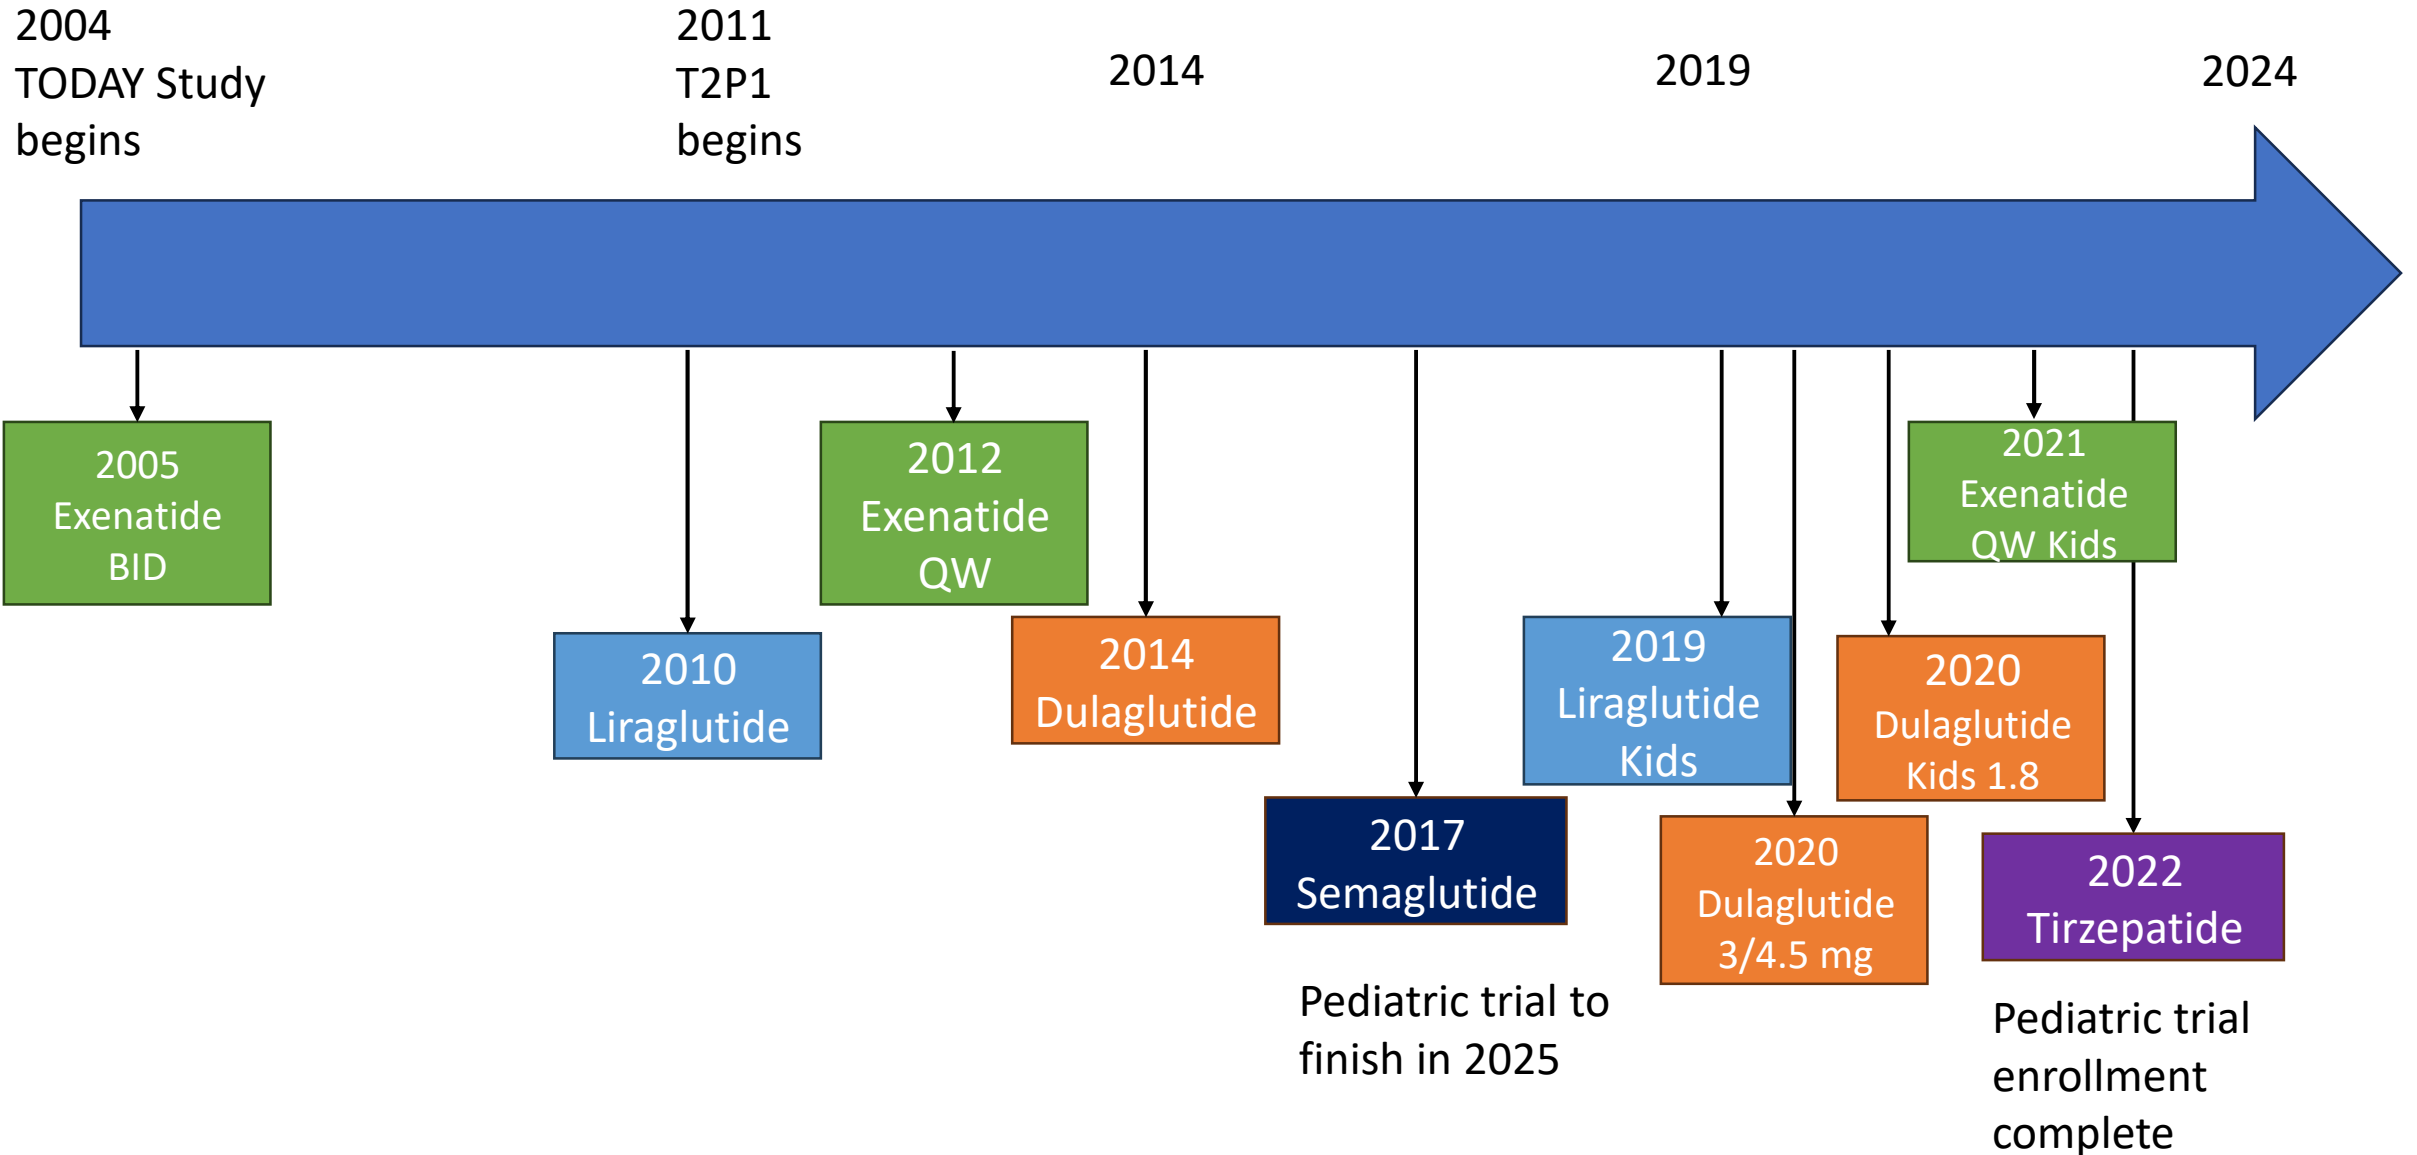 2004
TODAY Study
begins
2011
T2P1
begins
2014
2019
2024
2005
Exenatide
BID
2010
Liraglutide
2012
Exenatide
QW
2014
Dulaglutide
2017
Semaglutide
Pediatric trial to
finish in 2025
2019
Liraglutide
Kids
2020
Dulaglutide
3/4.5 mg
2020
Dulaglutide
Kids 1.8
2021
Exenatide
QW Kids
2022
Tirzepatide
Pediatric trial
enrollment
complete